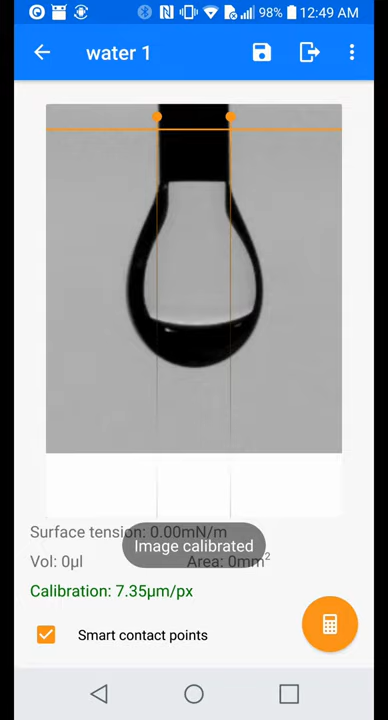 98% 12:49 AM
water 1
Surface tension: 0.00mN/m
Image calibrated
Vol: 0µl Area: 0mm²
Calibration: 7.35µm/px
Smart contact points